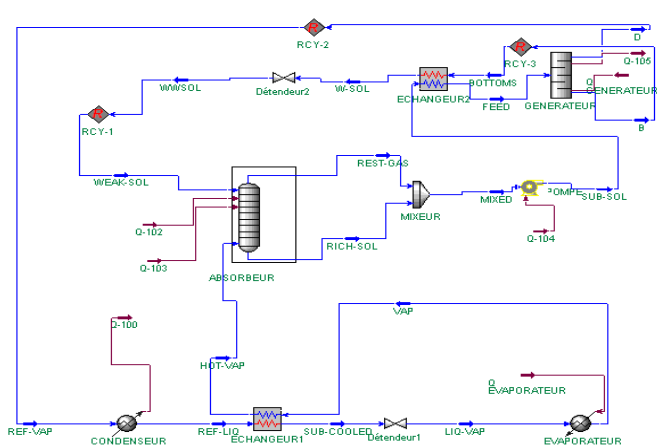 RCY-2
D
Q-105
RCY-3
WWSOL
Détendeur2
W-SOL
ECHANGEUR2
BOTTOMS
FEED
GENERATEUR
Q
GENERATEUR
B
RCY-1
WEAK-SOL
REST-GAS
MIXEUR
MIXED
POMPE
SUB-SOL
Q-102
Q-103
RICH-SOL
Q-104
ABSORBEUR
VAP
Q-100
HOT-VAP
Q
EVAPORATEUR
REF-VAP
CONDENSEUR
REF-LIQ
ECHANGEUR1
SUB-COOLED
Détendeur1
LIQ-VAP
EVAPORATEUR